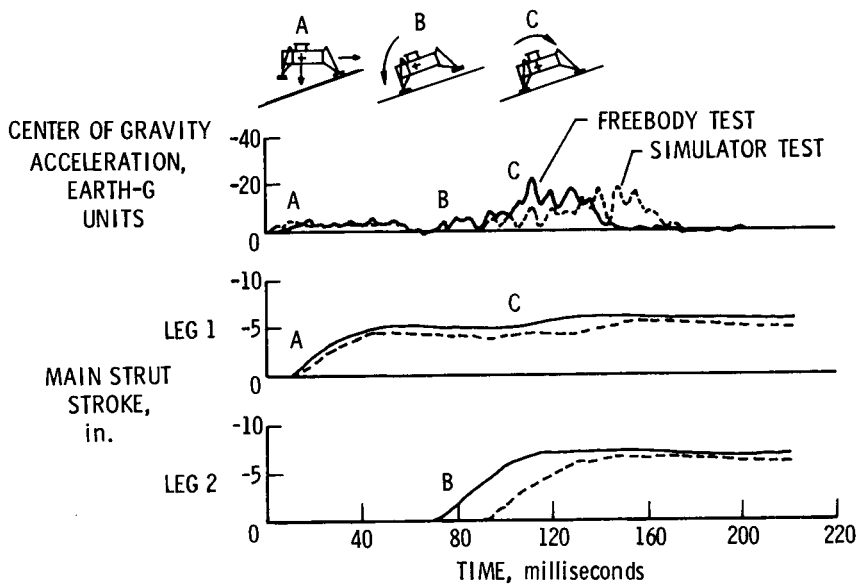 A
B
C
CENTER OF GRAVITY
ACCELERATION,
EARTH-G
UNITS
-40
-20
0
A
B
C
FREEBODY TEST
SIMULATOR TEST
LEG 1
-10
-5
0
A
C
MAIN STRUT
STROKE,
in.
LEG 2
-10
-5
0
B
40
80
120
160
200
220
TIME, milliseconds